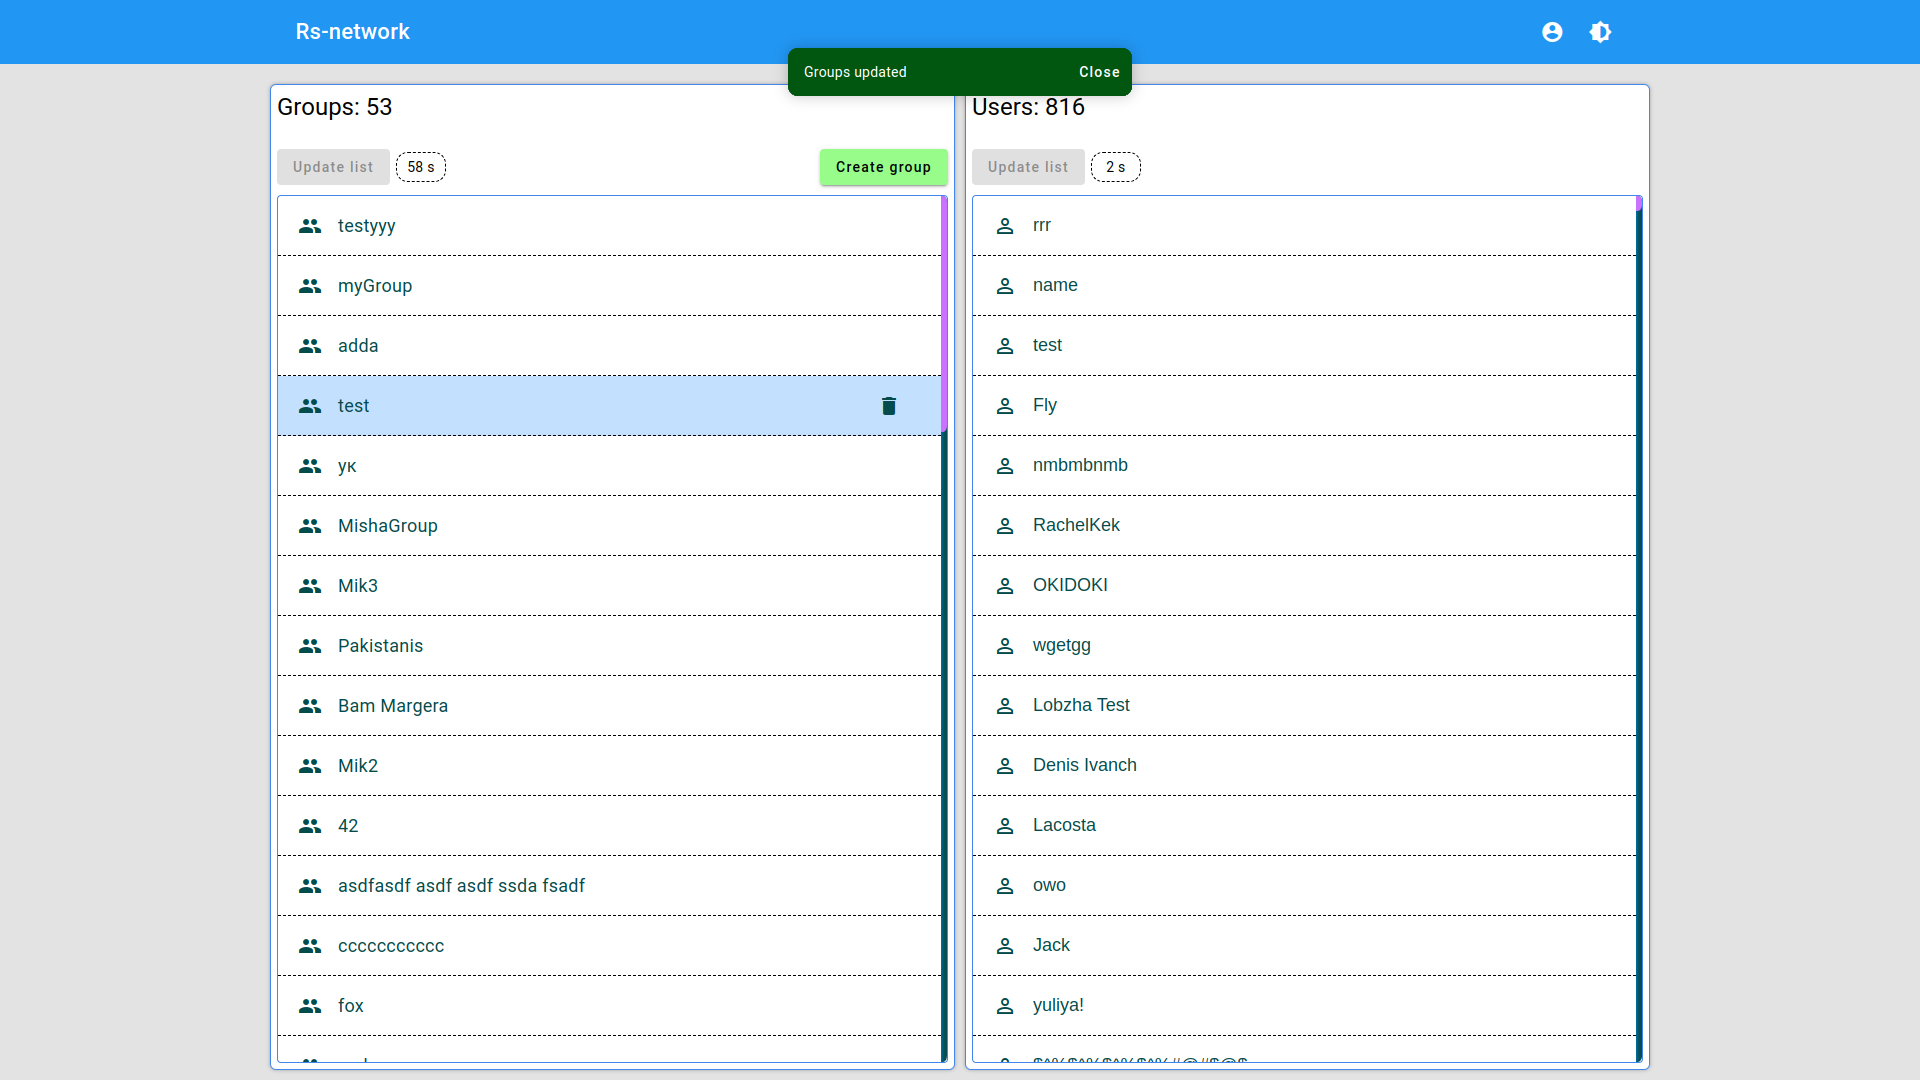 Rs-network
Groups updated
Close
Groups: 53
Update list
58 s
Create group
testyyy
myGroup
adda
test
ук
MishaGroup
Mik3
Pakistanis
Bam Margera
Mik2
42
asdfasdf asdf asdf ssda fsadf
ccccccccccc
fox
Users: 816
Update list
2 s
rrr
name
test
Fly
nmbmbnmb
RachelKek
OKIDOKI
wgetgg
Lobzha Test
Denis Ivanch
Lacosta
owo
Jack
yuliya!